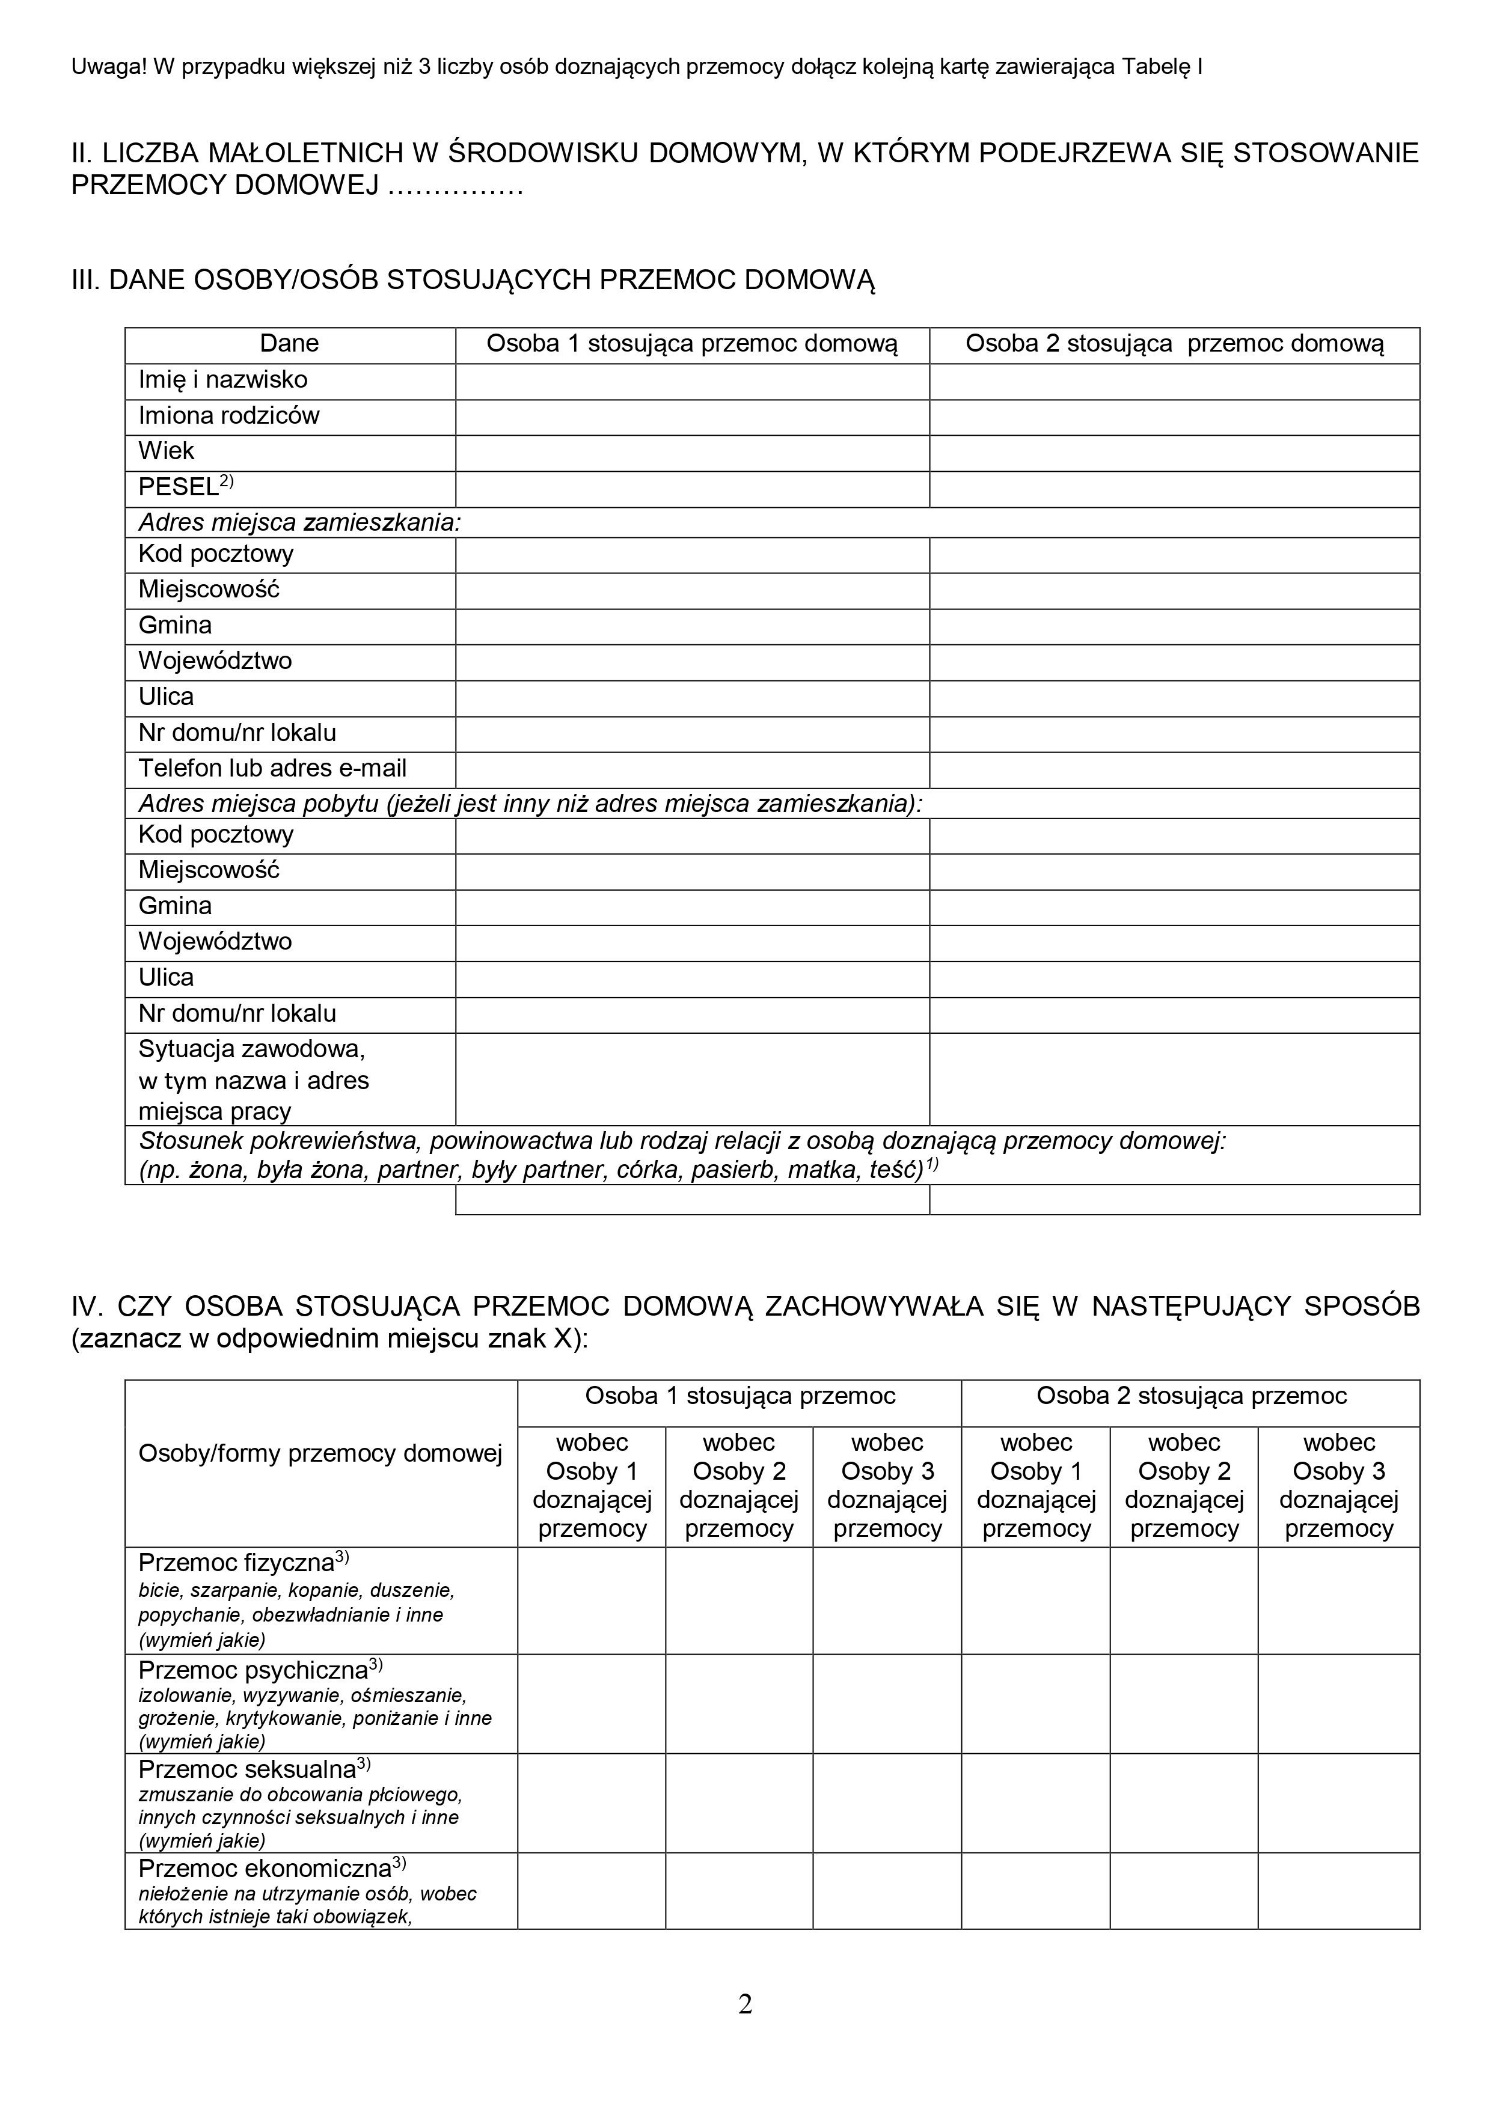 Uwaga! W przypadku większej niż 3 liczby osób doznających przemocy dołącz kolejną kartę zawierająca Tabelę I
II. LICZBA MAŁOLETNICH W ŚRODOWISKU DOMOWYM, W KTÓRYM PODEJRZEWA SIĘ STOSOWANIE
PRZEMOCY DOMOWEJ ……………
III. DANE OSOBY/OSÓB STOSUJĄCYCH PRZEMOC DOMOWĄ
Dane Osoba 1 stosująca przemoc domową Osoba 2 stosująca przemoc domową
Imię i nazwisko
Imiona rodziców
Wiek
PESEL2)
Adres miejsca zamieszkania:
Kod pocztowy
Miejscowość
Gmina
Województwo
Ulica
Nr domu/nr lokalu
Telefon lub adres e-mail
Adres miejsca pobytu (jeżeli jest inny niż adres miejsca zamieszkania):
Kod pocztowy
Miejscowość
Gmina
Województwo
Ulica
Nr domu/nr lokalu
Sytuacja zawodowa,
w tym nazwa i adres
miejsca pracy
Stosunek pokrewieństwa, powinowactwa lub rodzaj relacji z osobą doznającą przemocy domowej:
(np. żona, była żona, partner, były partner, córka, pasierb, matka, teść)1)
IV. CZY OSOBA STOSUJĄCA PRZEMOC DOMOWĄ ZACHOWYWAŁA SIĘ W NASTĘPUJĄCY SPOSÓB
(zaznacz w odpowiednim miejscu znak X):
Osoby/formy przemocy domowej
Osoba 1 stosująca przemoc Osoba 2 stosująca przemoc
wobec wobec wobec wobec wobec wobec
Osoby 1 Osoby 2 Osoby 3 Osoby 1 Osoby 2 Osoby 3
doznającej doznającej doznającej doznającej doznającej doznającej
przemocy przemocy przemocy przemocy przemocy przemocy
Przemoc fizyczna3)
bicie, szarpanie, kopanie, duszenie,
popychanie, obezwładnianie i inne
(wymień jakie)
Przemoc psychiczna3)
izolowanie, wyzywanie, ośmieszanie,
grożenie, krytykowanie, poniżanie i inne
(wymień jakie)
Przemoc seksualna3)
zmuszanie do obcowania płciowego,
innych czynności seksualnych i inne
(wymień jakie)
Przemoc ekonomiczna3)
niełożenie na utrzymanie osób, wobec
których istnieje taki obowiązek,
2